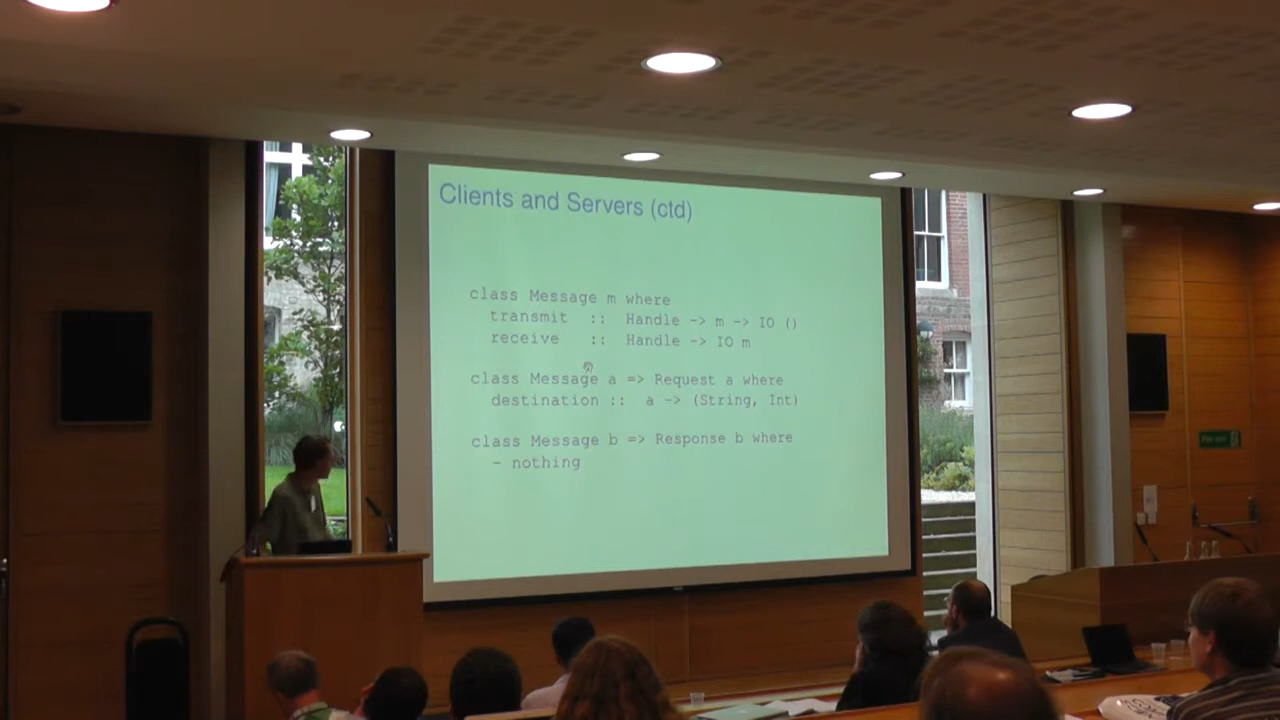 Clients and Servers (ctd)
class Message m where
transmit :: Handle -> m -> IO ()
receive :: Handle -> IO m
class Message a => Request a where
destination :: a -> (String, Int)
class Message b => Response b where
- nothing